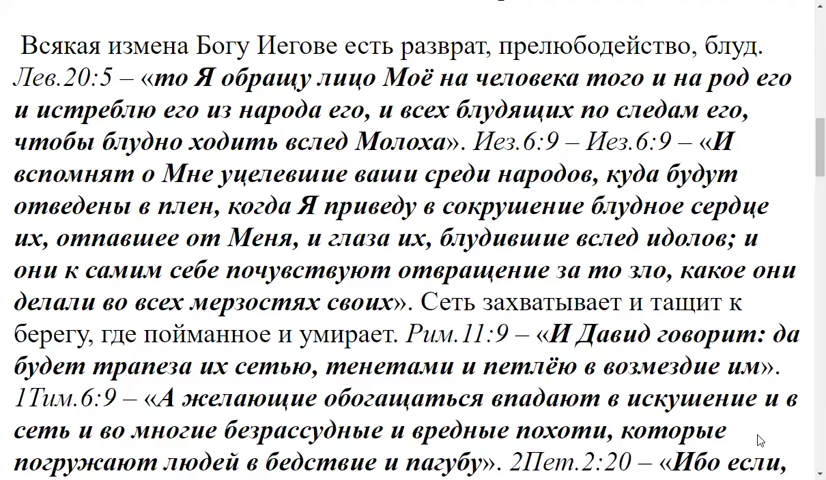 Всякая измена Богу Иегове есть разврат, прелюбодейство, блуд.
Лев.20:5 – «то Я обращу лицо Моё на человека того и на род его
и истреблю его из народа его, и всех блудящих по следам его,
чтобы блудно ходить вслед Молоха». Иез.6:9 – Иез.6:9 – «И
вспомнят о Мне уцелевшие ваши среди народов, куда будут
отведены в плен, когда Я приведу в сокрушение блудное сердце
их, отпавшее от Меня, и глаза их, блудившие вслед идолов; и
они к самим себе почувствуют отвращение за то зло, какое они
делали во всех мерзостях своих». Сеть захватывает и тащит к
берегу, где пойманное и умирает. Рим.11:9 – «И Давид говорит: да
будет трапеза их сетью, тенетами и петлёю в возмездие им».
1Тим.6:9 – «А желающие обогащаться впадают в искушение и в
сеть и во многие безрассудные и вредные похоти, которые
погружают людей в бедствие и пагубу». 2Пет.2:20 – «Ибо если,